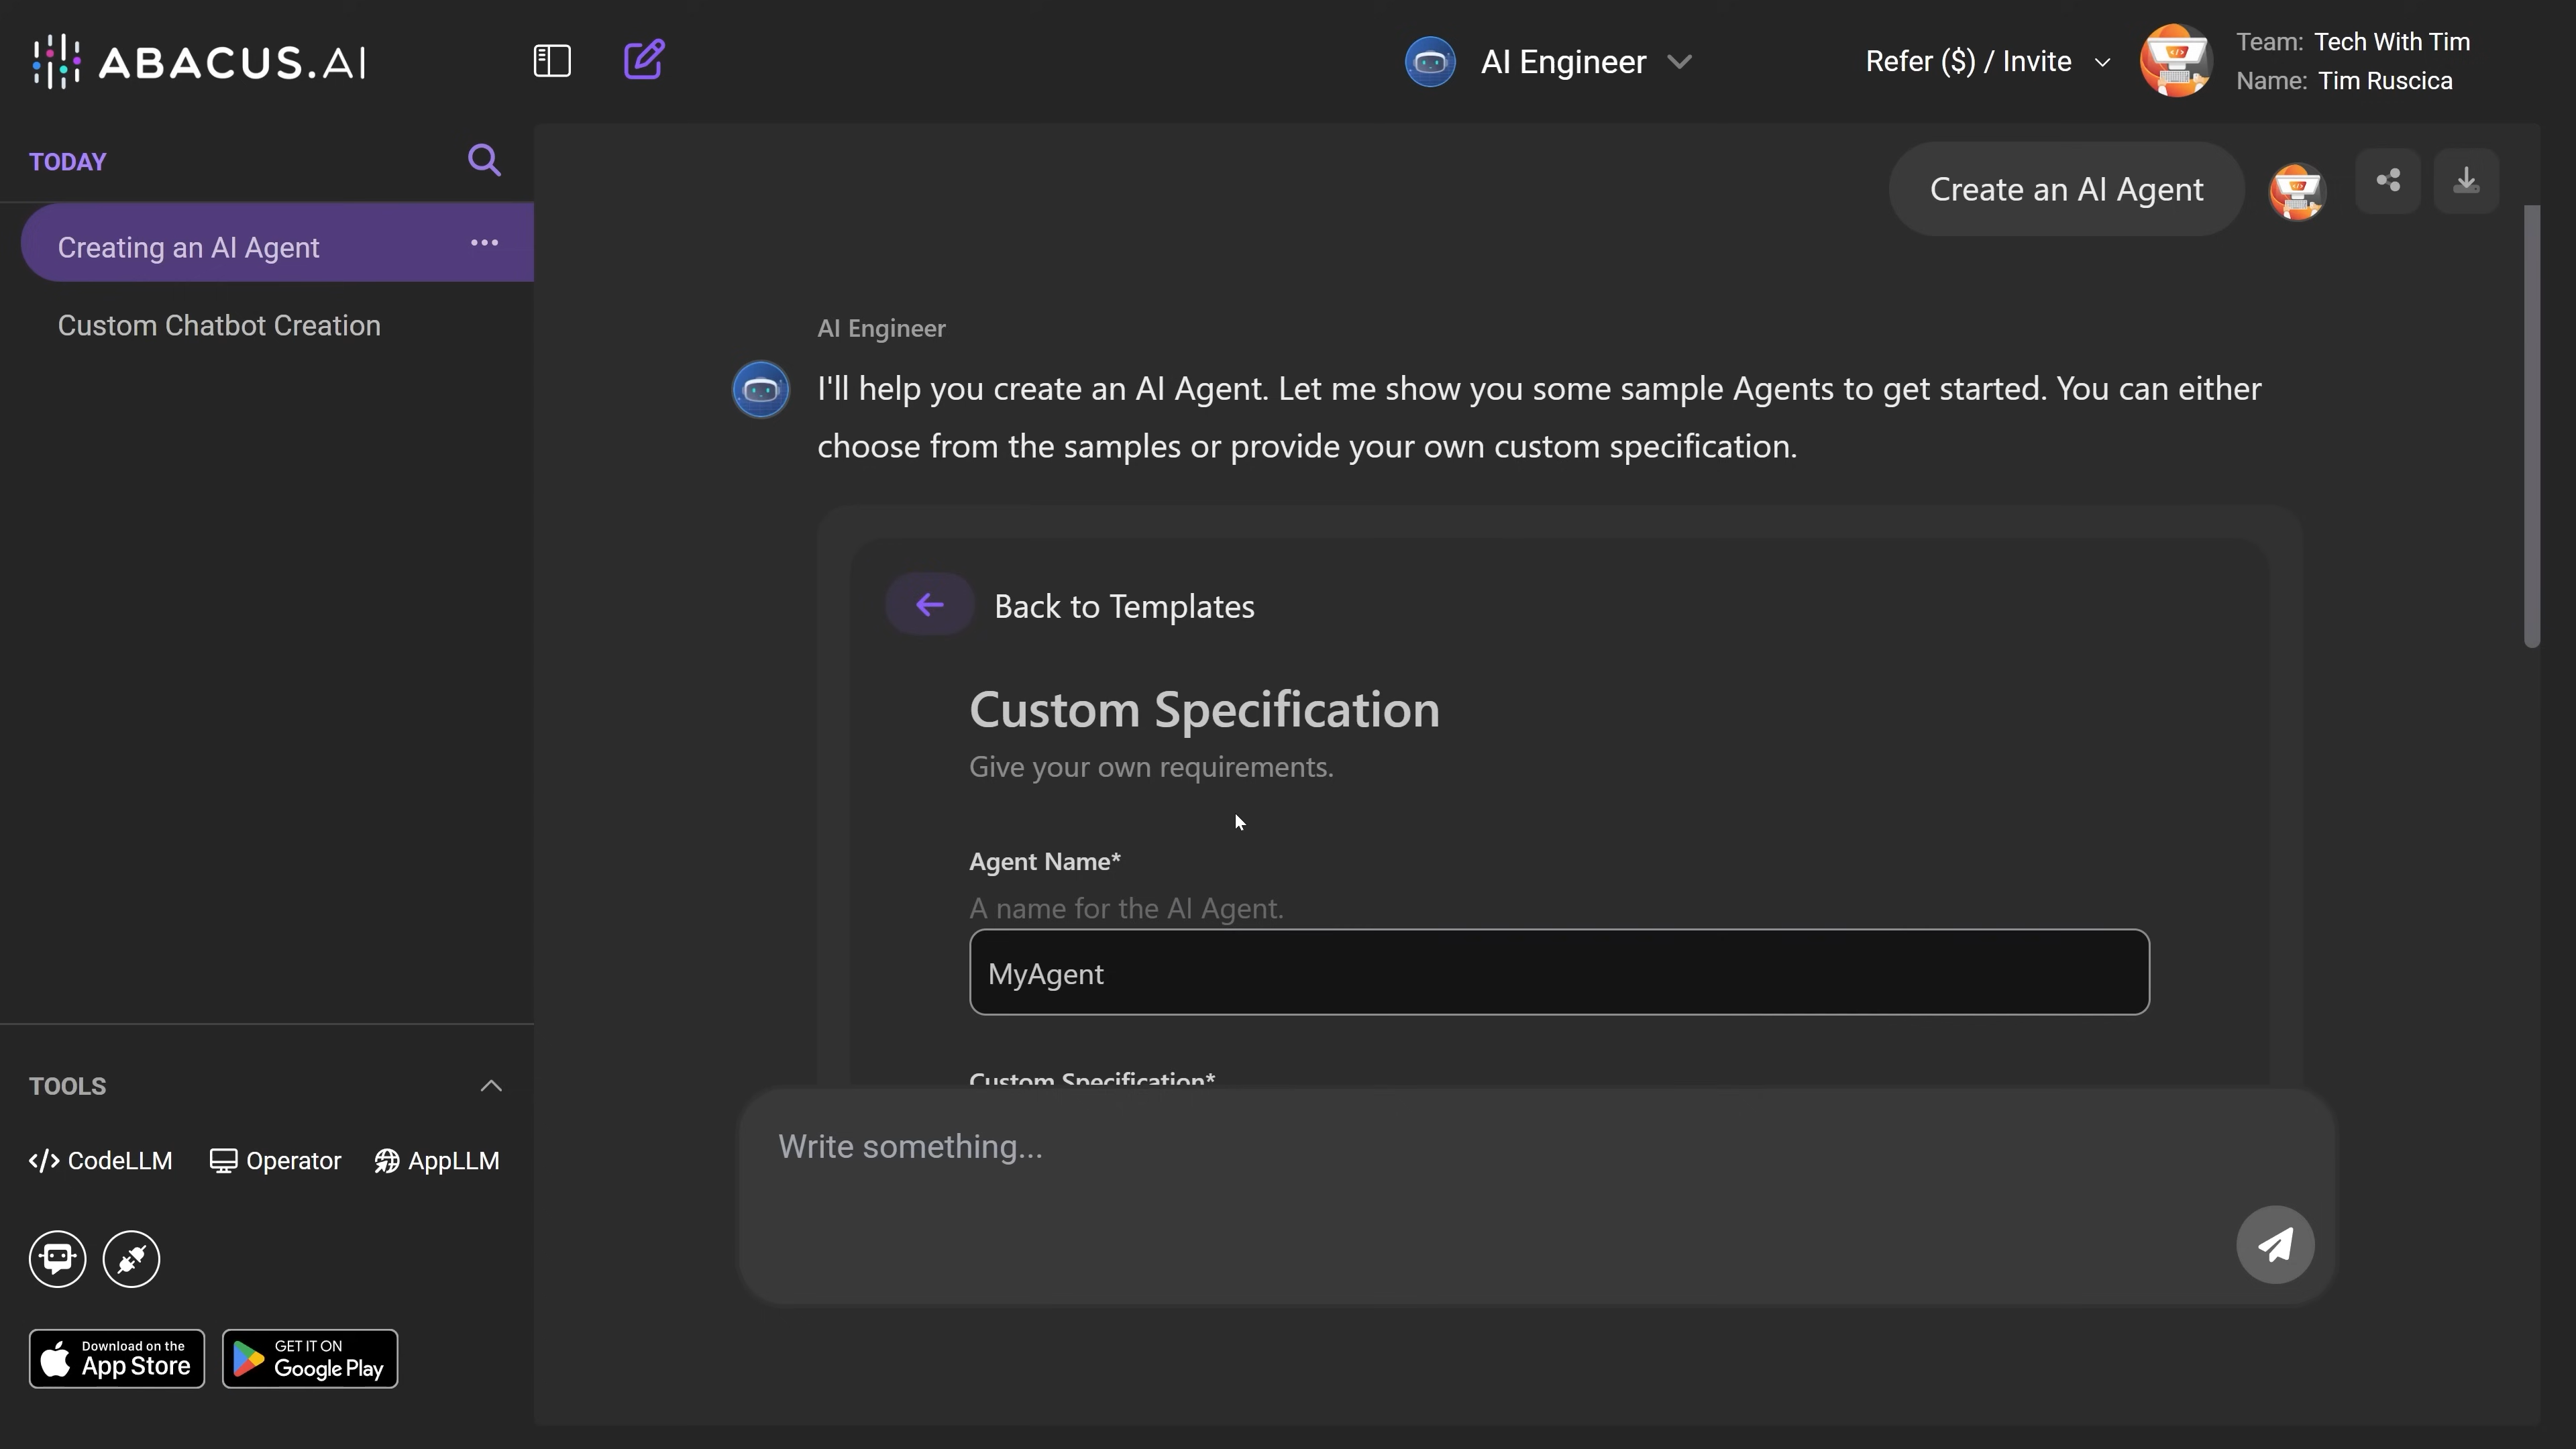 ABACUS.AI
AI Engineer
Refer ($) / Invite
Team: Tech With Tim
Name: Tim Ruscica
TODAY
Creating an AI Agent
Custom Chatbot Creation
Create an AI Agent
AI Engineer
I'll help you create an AI Agent. Let me show you some sample Agents to get started. You can either
choose from the samples or provide your own custom specification.
Back to Templates
Custom Specification
Give your own requirements.
Agent Name*
A name for the AI Agent.
MyAgent
Custom Specification*
Write something...
TOOLS
</> CodeLLM
Operator
AppLLM
Download on the
App Store
GET IT ON
Google Play